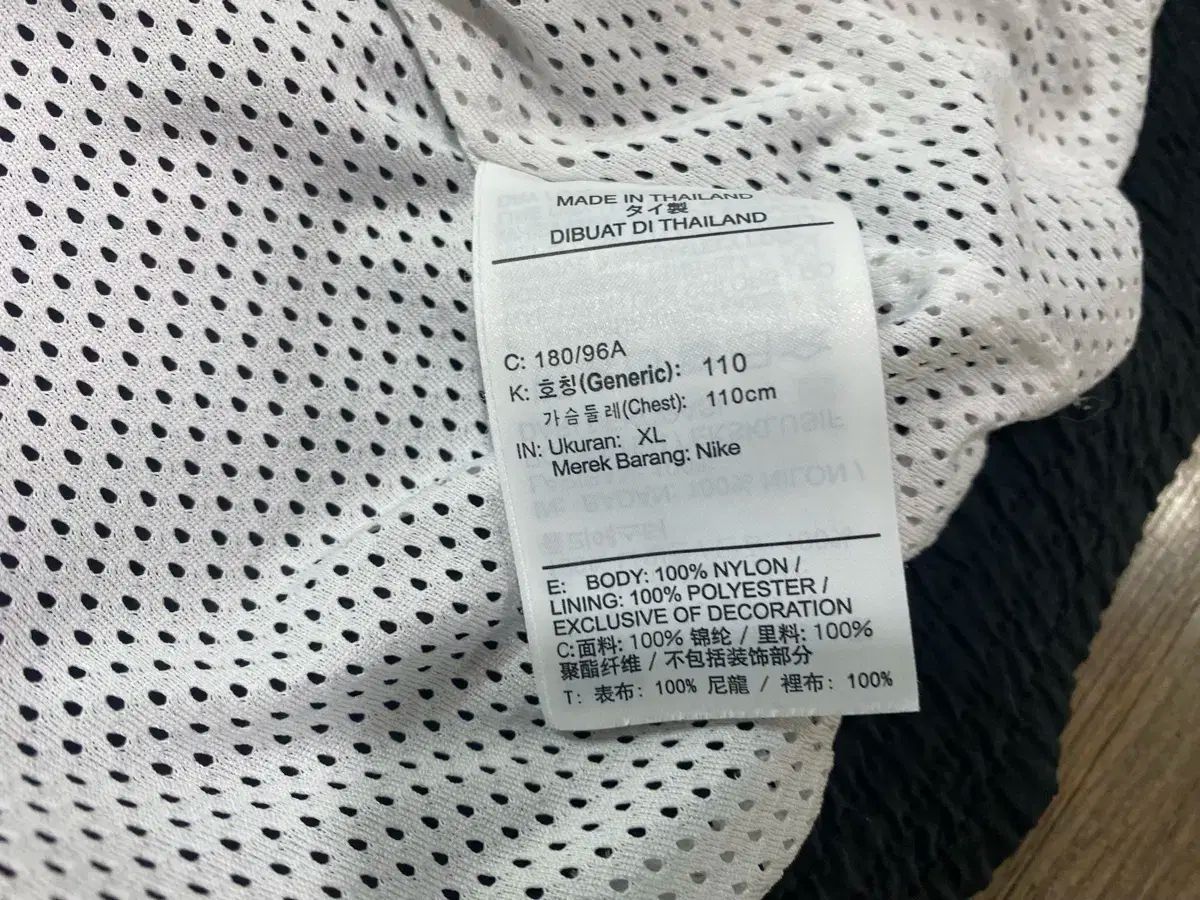 MADE IN THAILAND
タイ製
DIBUAT DI THAILAND
C: 180/96A
K: 호칭(Generic): 110
가슴둘레(Chest): 110cm
IN: Ukuran: XL
Merek Barang: Nike
E: BODY: 100% NYLON /
LINING: 100% POLYESTER /
EXCLUSIVE OF DECORATION
C:面料: 100% 锦纶 / 里料: 100%
聚酯纤维 / 不包括装饰部分
T: 表布: 100% 尼龍 / 裡布: 100%